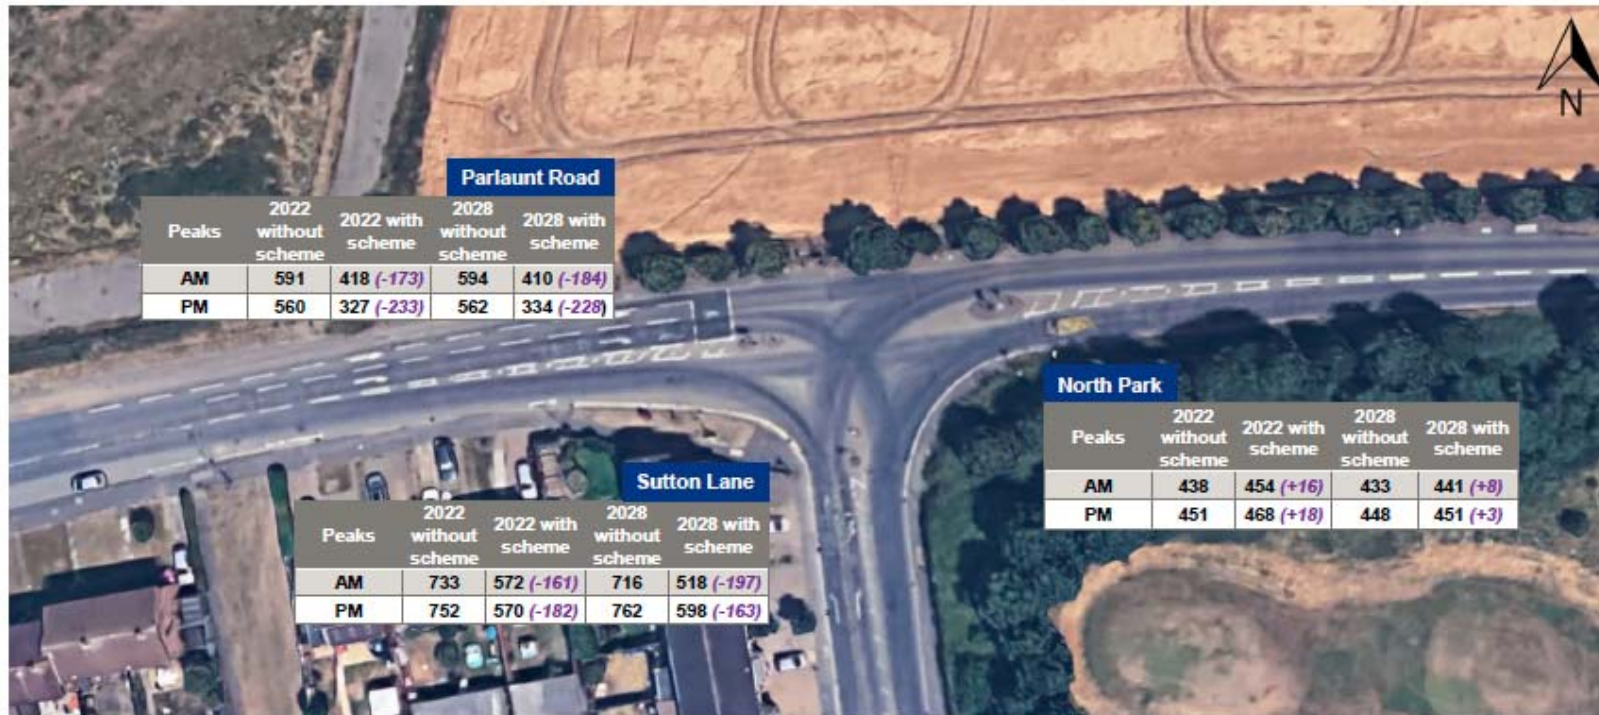 N
Parlaunt Road
Peaks 2022 without scheme 2022 with scheme 2028 without scheme 2028 with scheme
AM 591 418 (-173) 594 410 (-184)
PM 560 327 (-233) 562 334 (-228)
North Park
Peaks 2022 without scheme 2022 with scheme 2028 without scheme 2028 with scheme
AM 438 454 (+16) 433 441 (+8)
PM 451 468 (+18) 448 451 (+3)
Sutton Lane
Peaks 2022 without scheme 2022 with scheme 2028 without scheme 2028 with scheme
AM 733 572 (-161) 716 518 (-197)
PM 752 570 (-182) 762 598 (-163)